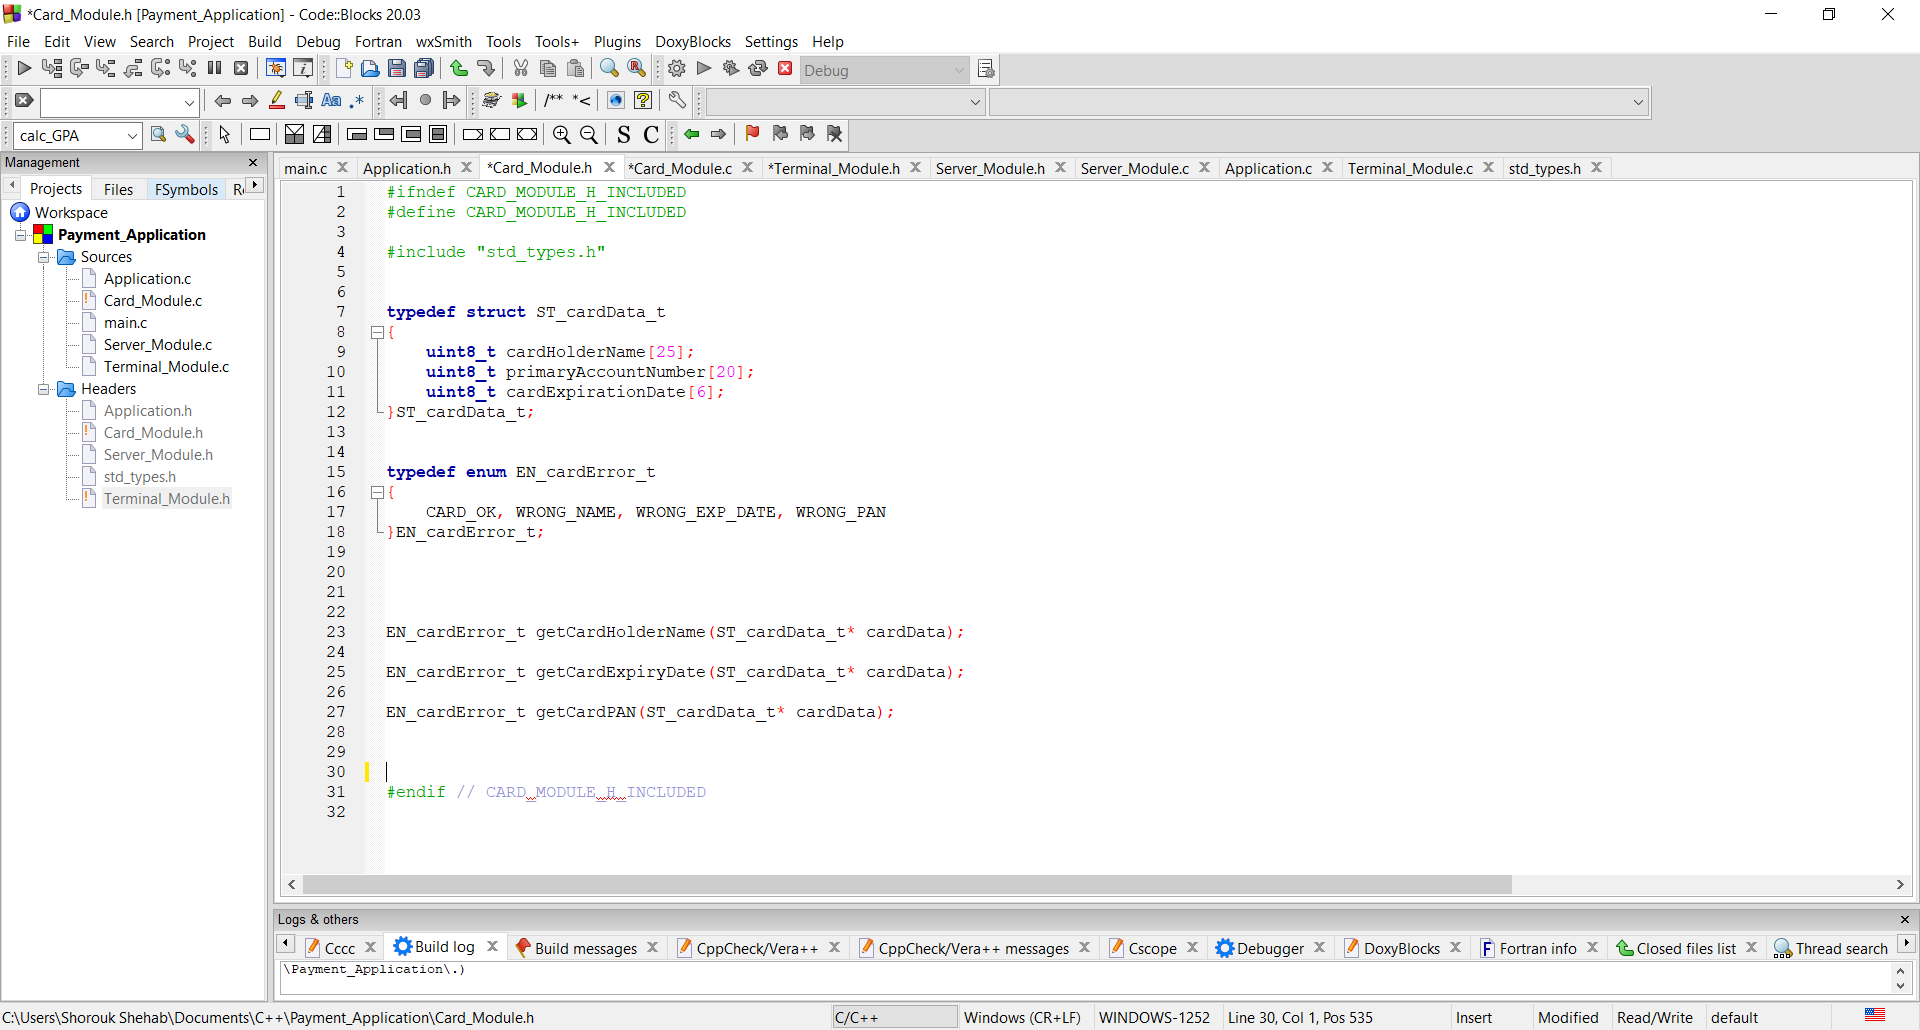 *Card_Module.h [Payment_Application] - Code::Blocks 20.03
File Edit View Search Project Build Debug Fortran wxSmith Tools Tools+ Plugins DoxyBlocks Settings Help
Debug
Aa .* /** *<
calc_GPA S C
Management
main.c Application.h *Card_Module.h *Card_Module.c *Terminal_Module.h Server_Module.h Server_Module.c Application.c Terminal_Module.c std_types.h
Projects Files FSymbols R
Workspace
Payment_Application
Sources
Application.c
Card_Module.c
main.c
Server_Module.c
Terminal_Module.c
Headers
Application.h
Card_Module.h
Server_Module.h
std_types.h
Terminal_Module.h
1 #ifndef CARD_MODULE_H_INCLUDED
2 #define CARD_MODULE_H_INCLUDED
3
4 #include "std_types.h"
5
6
7 typedef struct ST_cardData_t
8 {
9 uint8_t cardHolderName[25];
10 uint8_t primaryAccountNumber[20];
11 uint8_t cardExpirationDate[6];
12 }ST_cardData_t;
13
14
15 typedef enum EN_cardError_t
16 {
17 CARD_OK, WRONG_NAME, WRONG_EXP_DATE, WRONG_PAN
18 }EN_cardError_t;
19
20
21
22
23 EN_cardError_t getCardHolderName(ST_cardData_t* cardData);
24
25 EN_cardError_t getCardExpiryDate(ST_cardData_t* cardData);
26
27 EN_cardError_t getCardPAN(ST_cardData_t* cardData);
28
29
30
31 #endif // CARD_MODULE_H_INCLUDED
32
Logs & others
Cccc Build log Build messages CppCheck/Vera++ CppCheck/Vera++ messages Cscope Debugger DoxyBlocks Fortran info Closed files list Thread search
\Payment_Application\.)
C:\Users\Shorouk Shehab\Documents\C++\Payment_Application\Card_Module.h C/C++ Windows (CR+LF) WINDOWS-1252 Line 30, Col 1, Pos 535 Insert Modified Read/Write default